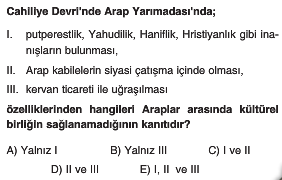 Cahiliye Devri'nde Arap Yarımadası'nda;
I. putperestlik, Yahudilik, Haniflik, Hristiyanlık gibi ina-
nışların bulunması,
II. Arap kabilelerin siyasi çatışma içinde olması,
III. kervan ticareti ile uğraşılması
özelliklerinden hangileri Araplar arasında kültürel
birliğin sağlanamadığının kanıtıdır?
A) Yalnız I B) Yalnız III C) I ve II
D) II ve III E) I, II ve III